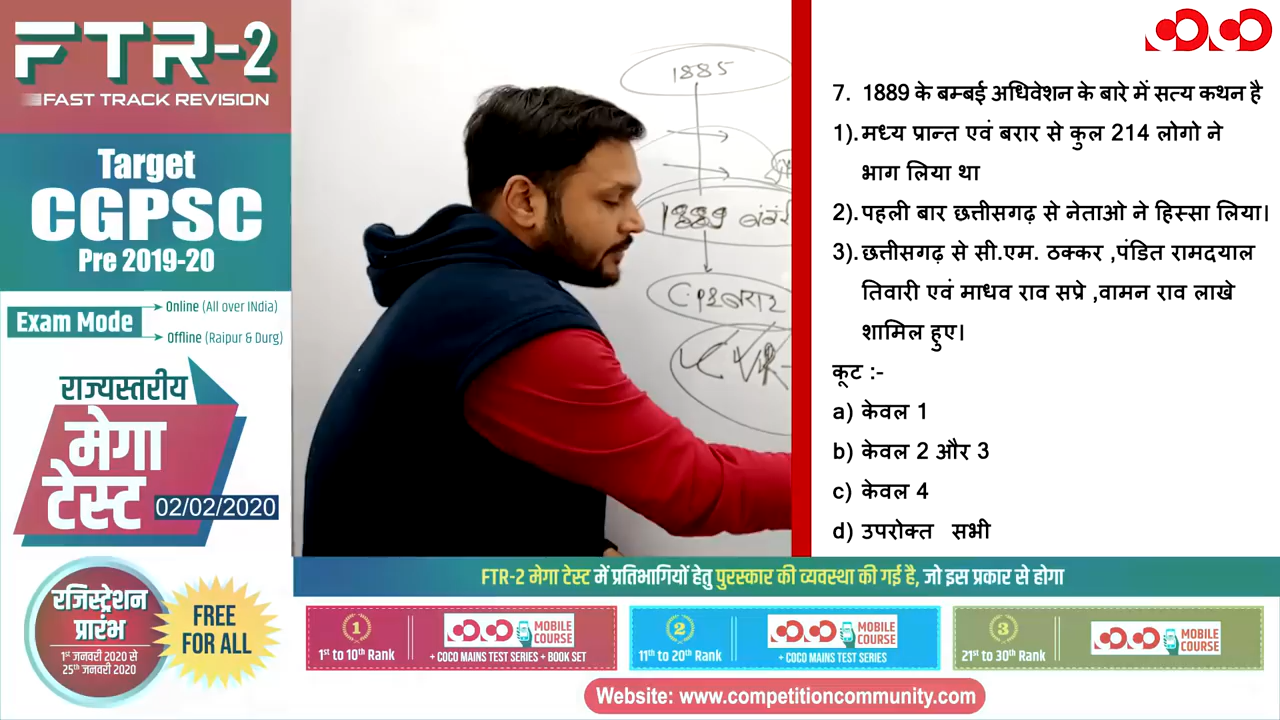 FTR-2
FAST TRACK REVISION
Target
CGPSC
Pre 2019-20
Exam Mode
Online (All over INdia)
Offline (Raipur & Durg)
राज्यस्तरीय
मेगा
टेस्ट
02/02/2020
रजिस्ट्रेशन
प्रारंभ
1st जनवरी 2020 से
25th जनवरी 2020
FREE
FOR ALL
1885
1889
C.P & बरार
7. 1889 के बम्बई अधिवेशन के बारे में सत्य कथन है
1). मध्य प्रान्त एवं बरार से कुल 214 लोगो ने
भाग लिया था
2). पहली बार छत्तीसगढ़ से नेताओ ने हिस्सा लिया।
3). छत्तीसगढ़ से सी.एम. ठक्कर ,पंडित रामदयाल
तिवारी एवं माधव राव सप्रे ,वामन राव लाखे
शामिल हुए।
कूट :-
a) केवल 1
b) केवल 2 और 3
c) केवल 4
d) उपरोक्त सभी
FTR-2 मेगा टेस्ट में प्रतिभागियों हेतु पुरस्कार की व्यवस्था की गई है, जो इस प्रकार से होगा
1
1st to 10th Rank
MOBILE
COURSE
+ COCO MAINS TEST SERIES + BOOK SET
2
11th to 20th Rank
MOBILE
COURSE
+ COCO MAINS TEST SERIES
3
21st to 30th Rank
MOBILE
COURSE
Website: www.competitioncommunity.com